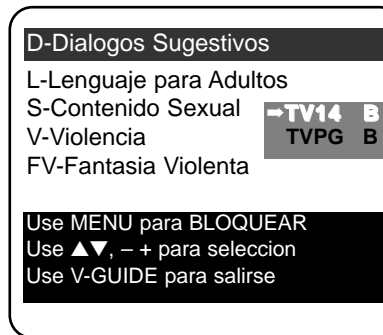 D-Dialogos Sugestivos
L-Lenguaje para Adultos
S-Contenido Sexual
➡TV14 B
V-Violencia
TVPG B
FV-Fantasia Violenta
Use MENU para BLOQUEAR
Use ▲▼, – + para seleccion
Use V-GUIDE para salirse